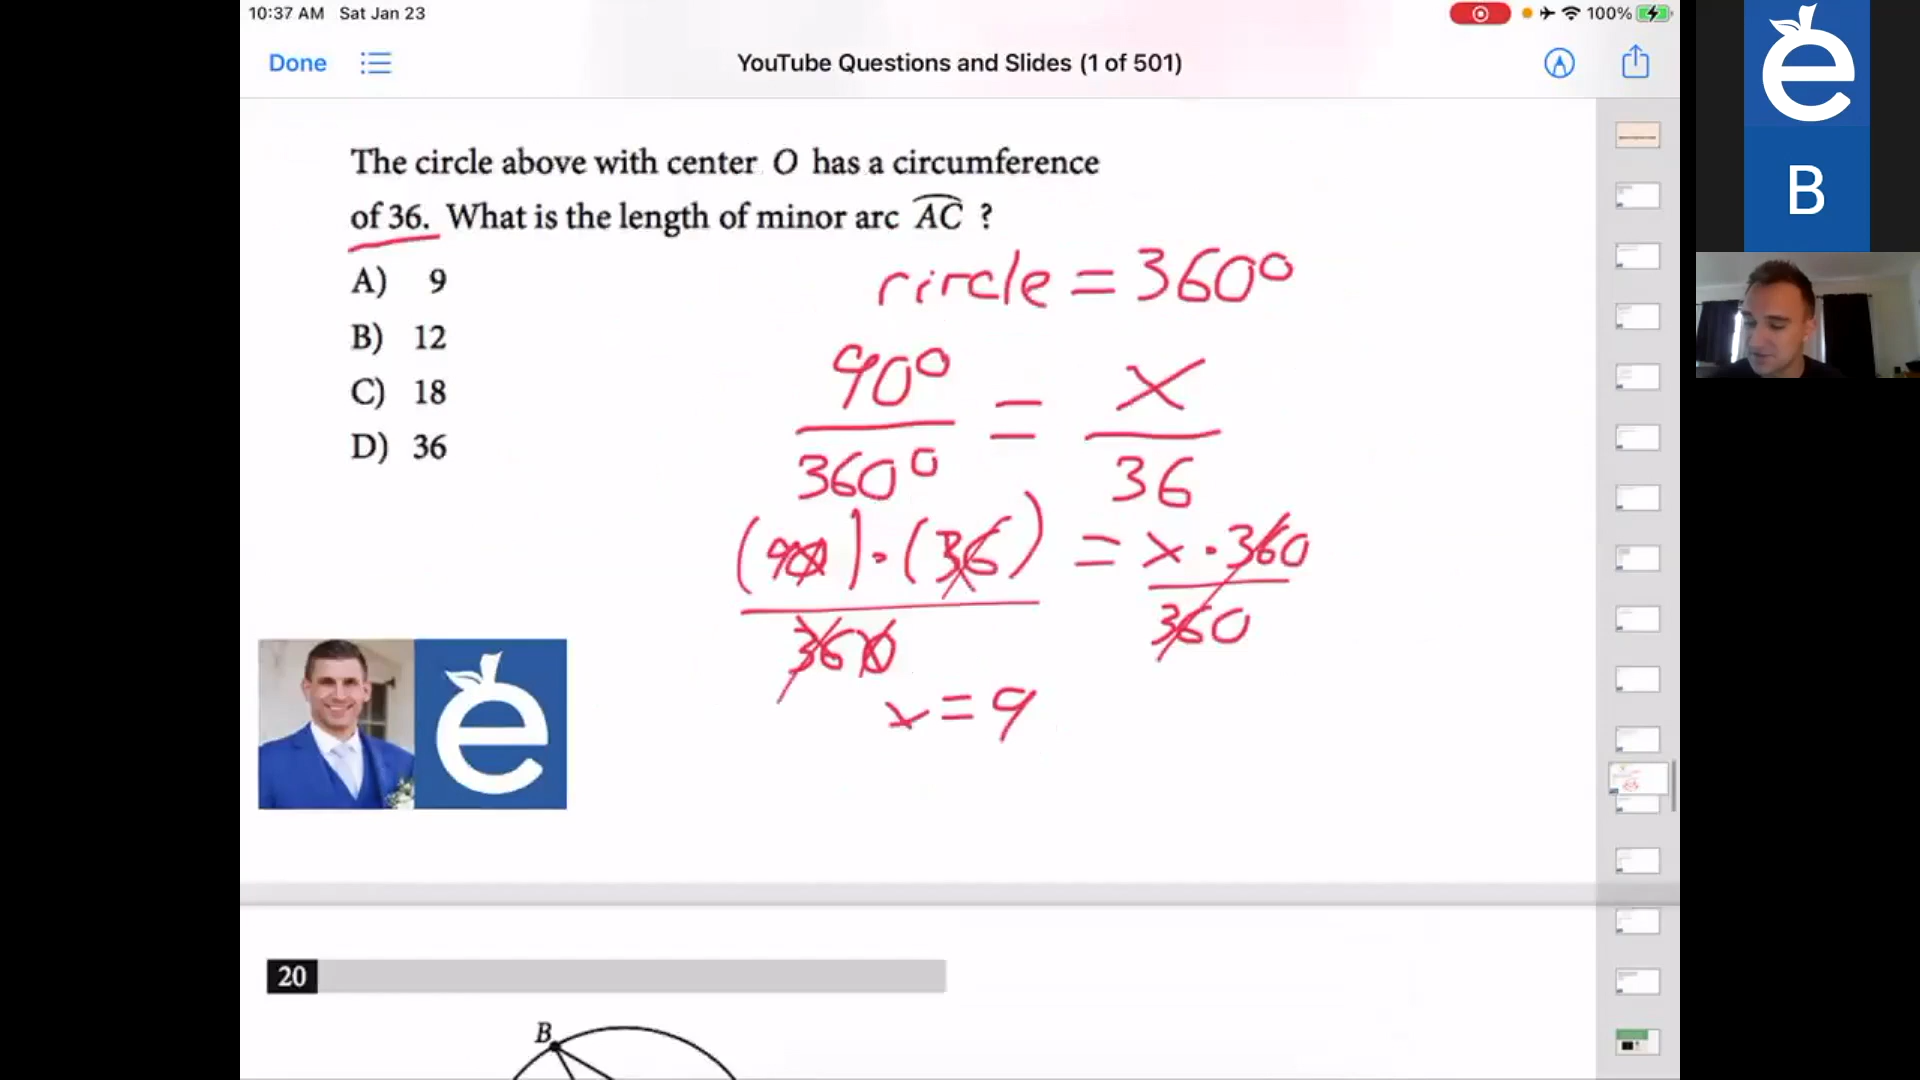 10:37 AM Sat Jan 23
100%
Done
YouTube Questions and Slides (1 of 501)
e
B
The circle above with center O has a circumference
of 36. What is the length of minor arc AC ?
A) 9
B) 12
C) 18
D) 36
circle = 360°
90° / 360° = x / 36
(90) · (36) / 360 = x · 360 / 360
x = 9
e
20
B